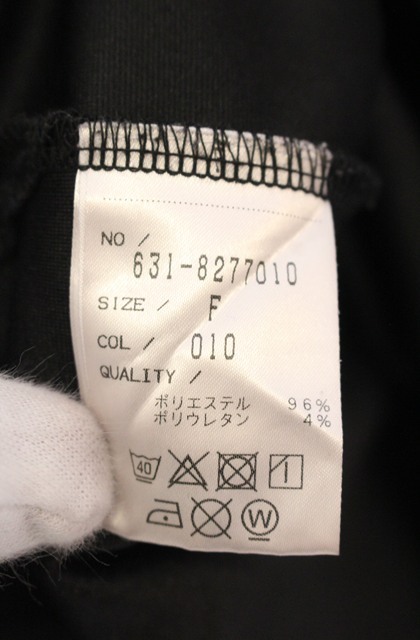 NO /
631-8277010
SIZE / F
COL / 010
QUALITY /
ポリエステル 96%
ポリウレタン 4%
40
W